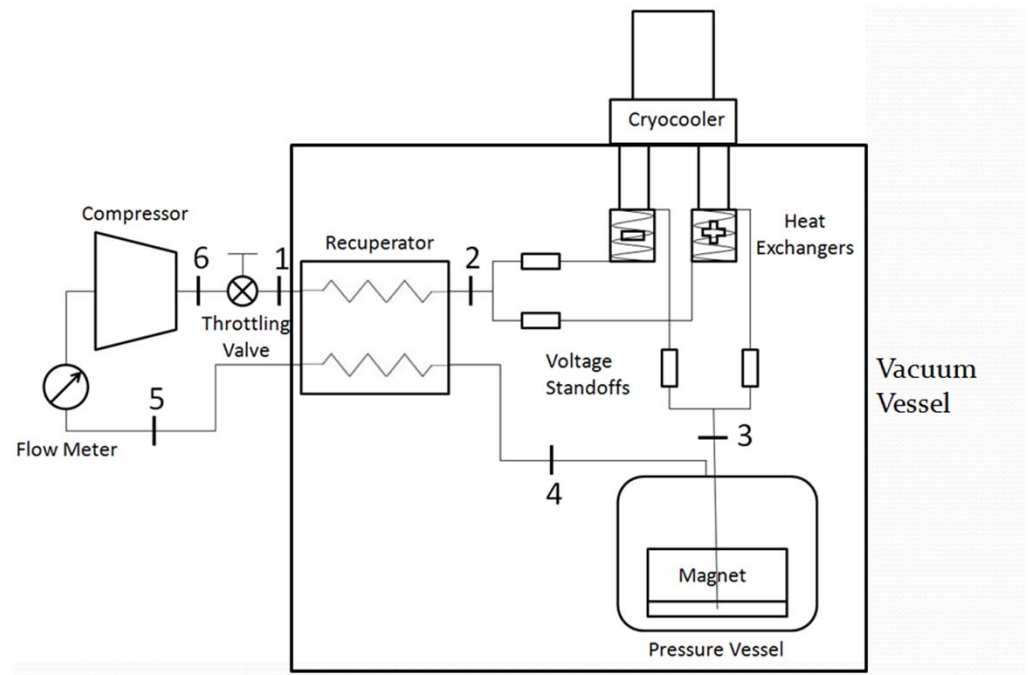 Cryocooler
Compressor
Recuperator
Heat
Exchangers
6
1
2
Throttling
Valve
Voltage
Standoffs
Vacuum
Vessel
5
Flow Meter
3
4
Magnet
Pressure Vessel